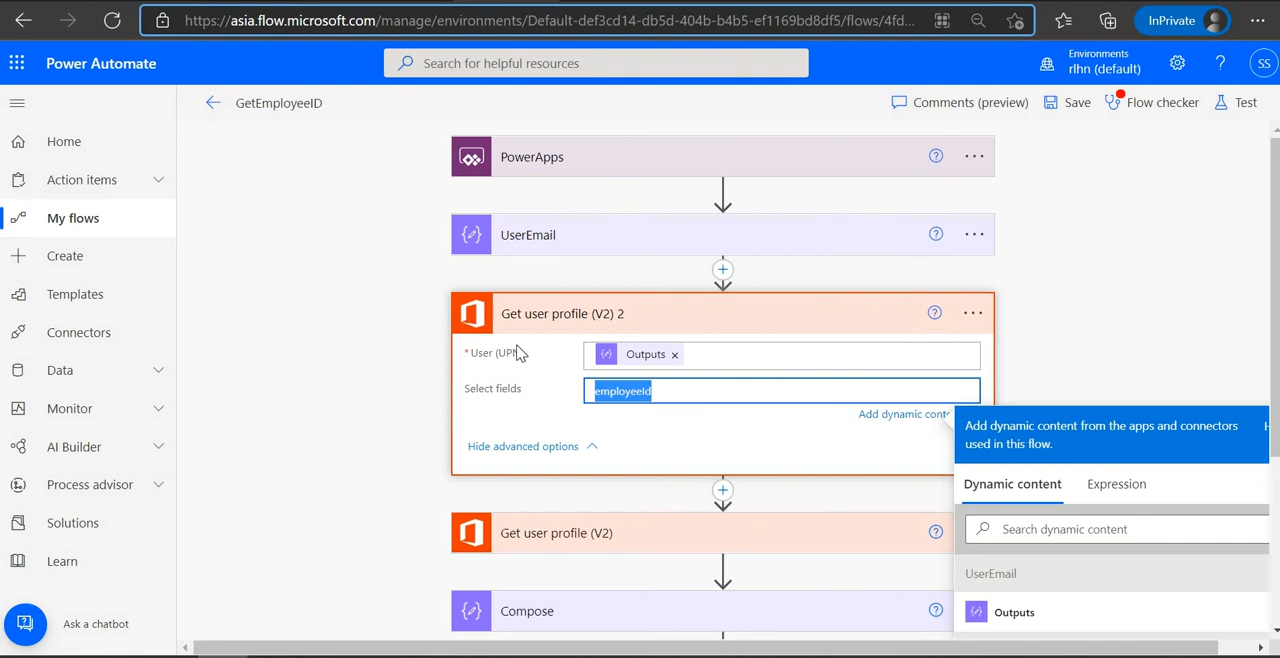 https://asia.flow.microsoft.com/manage/environments/Default-def3cd14-db5d-404b-b4b5-ef1169bd8df5/flows/4fd...
InPrivate
Power Automate
Search for helpful resources
Environments
rlhn (default)
?
SS
GetEmployeeID
Comments (preview)
Save
Flow checker
Test
Home
Action items
My flows
Create
Templates
Connectors
Data
Monitor
AI Builder
Process advisor
Solutions
Learn
Ask a chatbot
PowerApps
UserEmail
Get user profile (V2) 2
* User (UPN
Outputs ×
Select fields
employeeId
Add dynamic conte
Hide advanced options
Get user profile (V2)
Compose
Add dynamic content from the apps and connectors
used in this flow.
H
Dynamic content
Expression
Search dynamic content
UserEmail
Outputs